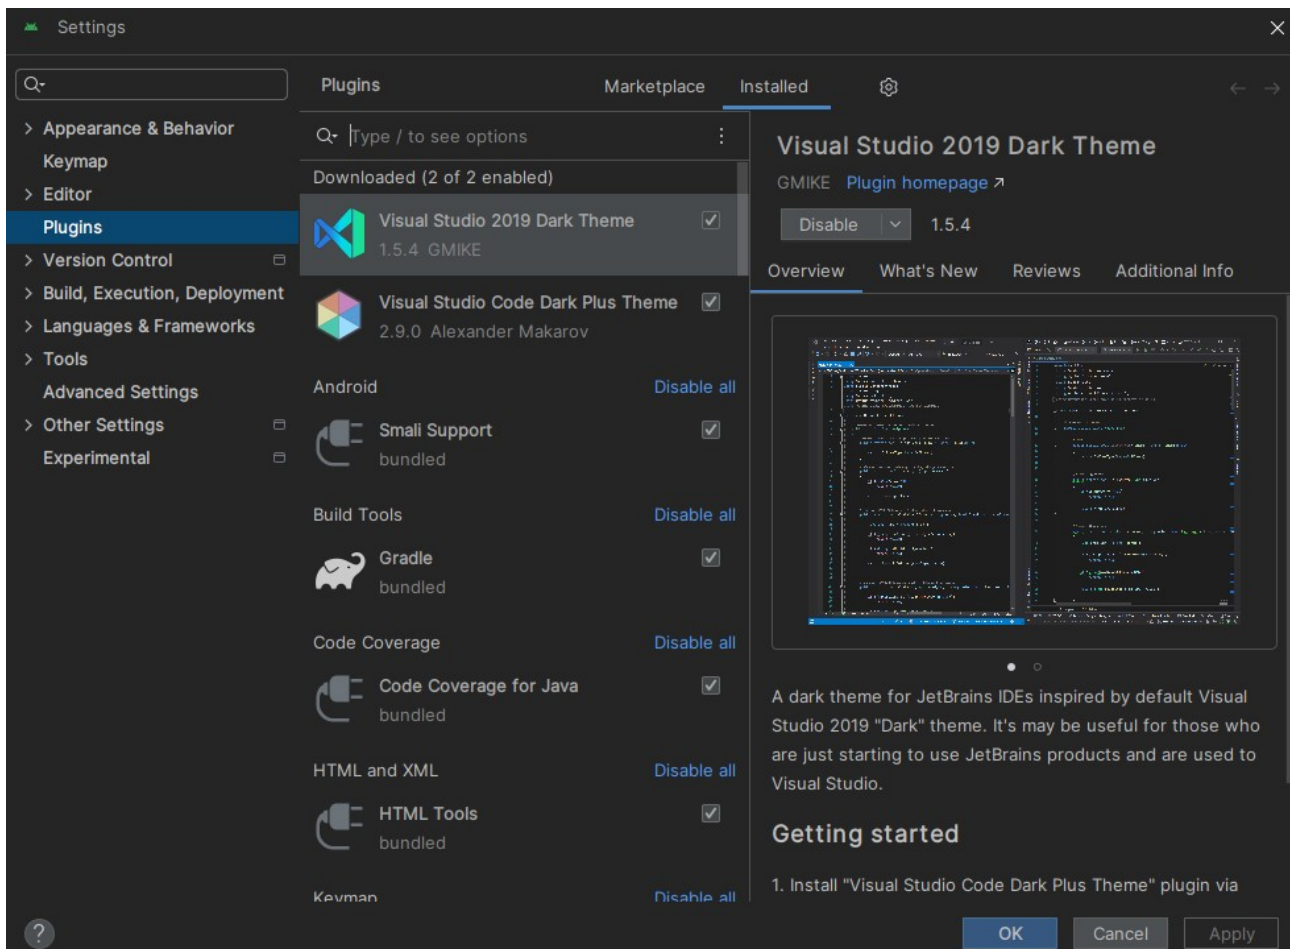 Settings
Plugins
Marketplace
Installed
Appearance & Behavior
Keymap
Editor
Plugins
Version Control
Build, Execution, Deployment
Languages & Frameworks
Tools
Advanced Settings
Other Settings
Experimental
Type / to see options
Downloaded (2 of 2 enabled)
Visual Studio 2019 Dark Theme
1.5.4 GMIKE
Visual Studio Code Dark Plus Theme
2.9.0 Alexander Makarov
Android Disable all
Smali Support
bundled
Build Tools Disable all
Gradle
bundled
Code Coverage Disable all
Code Coverage for Java
bundled
HTML and XML Disable all
HTML Tools
bundled
Keymap Disable all
Visual Studio 2019 Dark Theme
GMIKE Plugin homepage ↗
Disable 1.5.4
Overview What's New Reviews Additional Info
A dark theme for JetBrains IDEs inspired by default Visual
Studio 2019 "Dark" theme. It's may be useful for those who
are just starting to use JetBrains products and are used to
Visual Studio.
Getting started
1. Install "Visual Studio Code Dark Plus Theme" plugin via
?
OK Cancel Apply